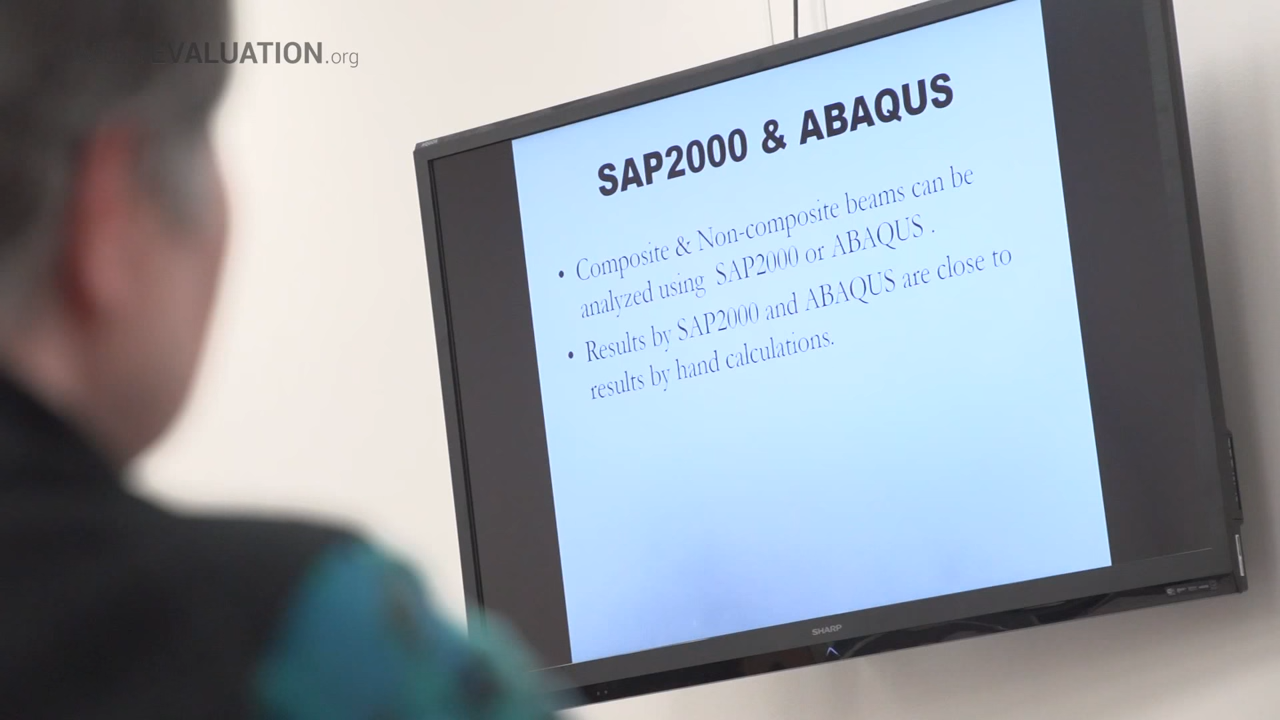 EVALUATION.org
SAP2000 & ABAQUS
• Composite & Non-composite beams can be
analyzed using SAP2000 or ABAQUS .
• Results by SAP2000 and ABAQUS are close to
results by hand calculations.
SHARP